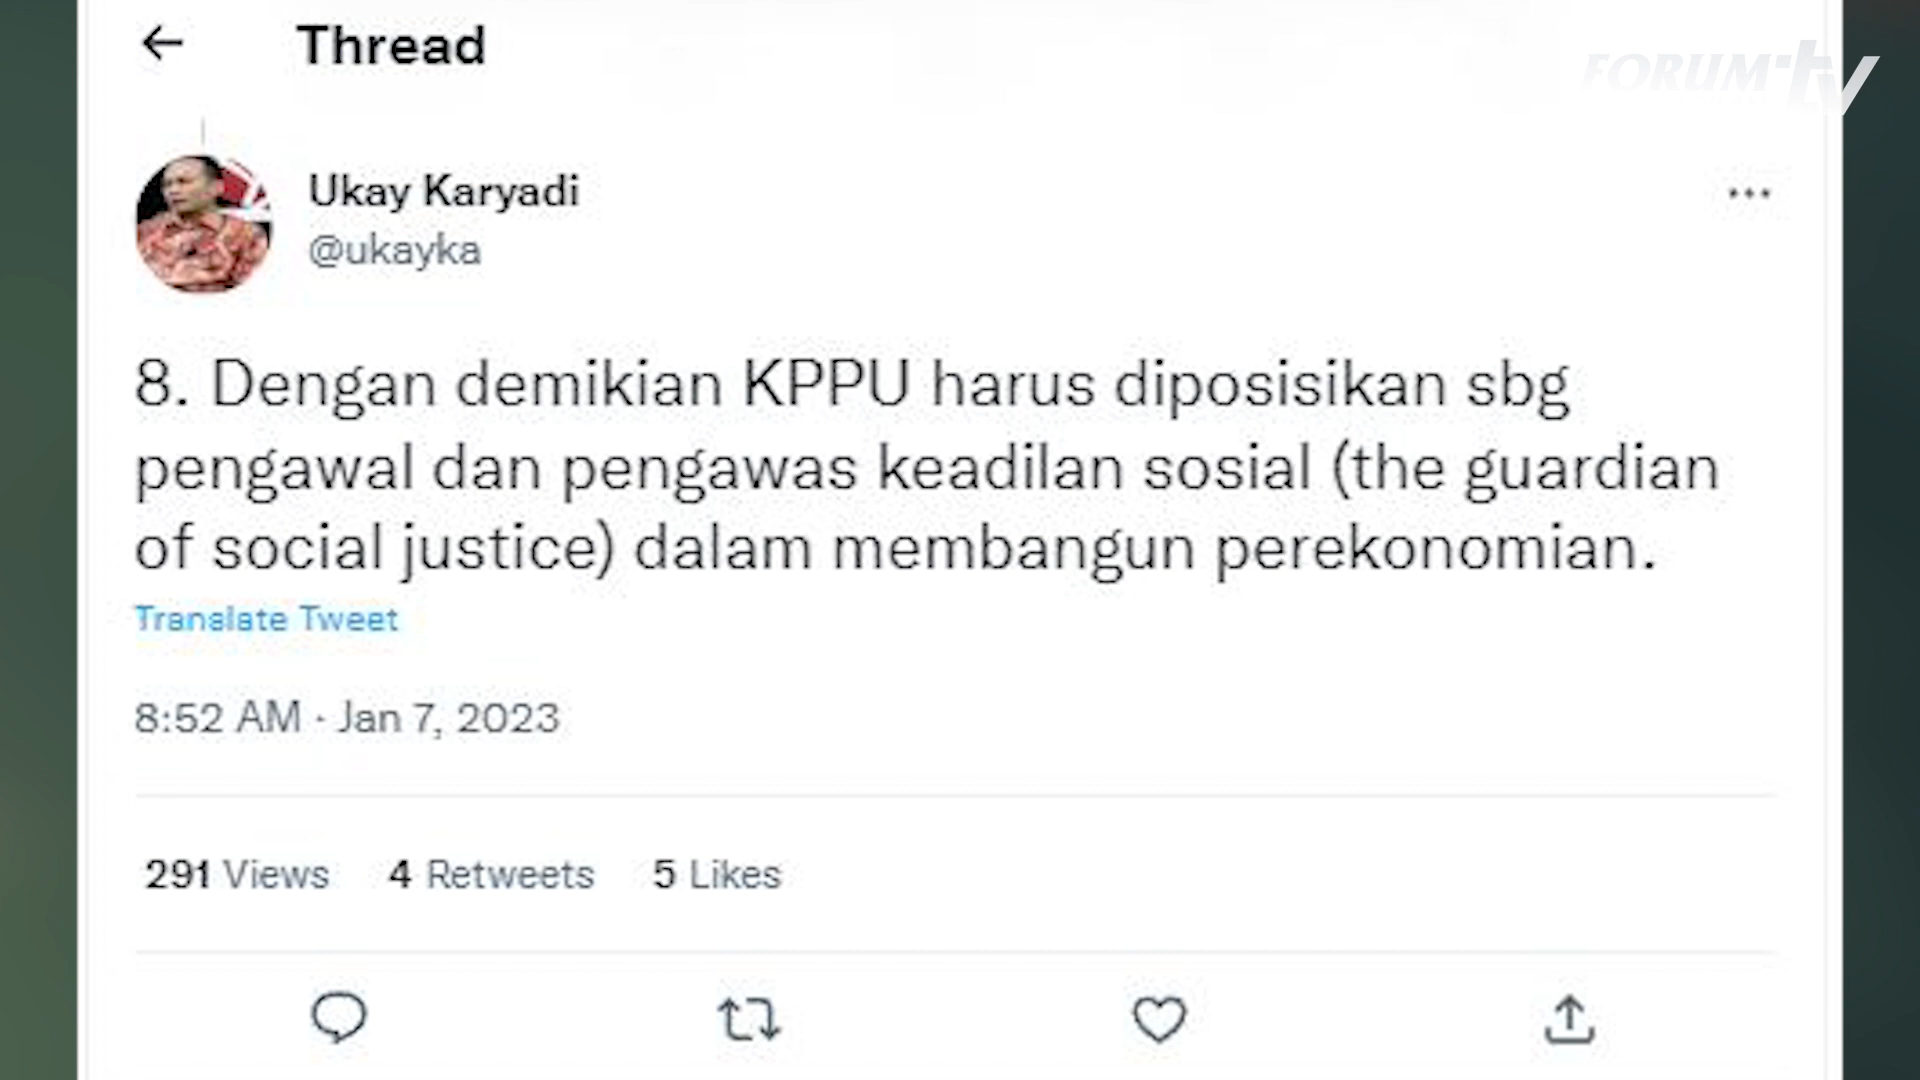 Thread
FORUM tv
Ukay Karyadi
@ukayka
8. Dengan demikian KPPU harus diposisikan sbg
pengawal dan pengawas keadilan sosial (the guardian
of social justice) dalam membangun perekonomian.
Translate Tweet
8:52 AM · Jan 7, 2023
291 Views 4 Retweets 5 Likes